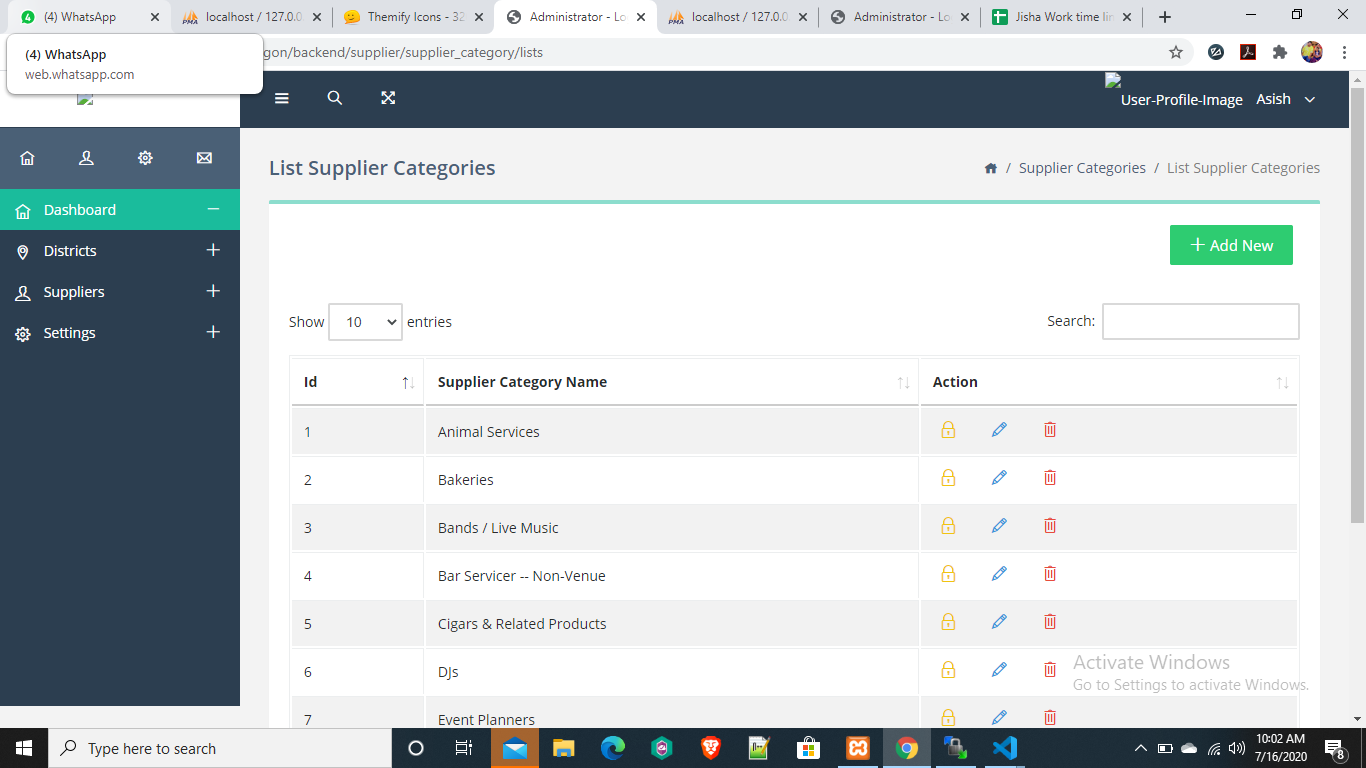 (4) WhatsApp
localhost / 127.0.0
Themify Icons - 32
Administrator - Lo
localhost / 127.0.0
Administrator - Lo
Jisha Work time lin
(4) WhatsApp
web.whatsapp.com
gon/backend/supplier/supplier_category/lists
User-Profile-Image
Asish
List Supplier Categories
/ Supplier Categories / List Supplier Categories
Dashboard
Districts
Suppliers
Settings
+ Add New
Show 10 entries
Search:
Id
Supplier Category Name
Action
1 Animal Services
2 Bakeries
3 Bands / Live Music
4 Bar Servicer -- Non-Venue
5 Cigars & Related Products
6 DJs
7 Event Planners
Activate Windows
Go to Settings to activate Windows.
Type here to search
10:02 AM
7/16/2020
8